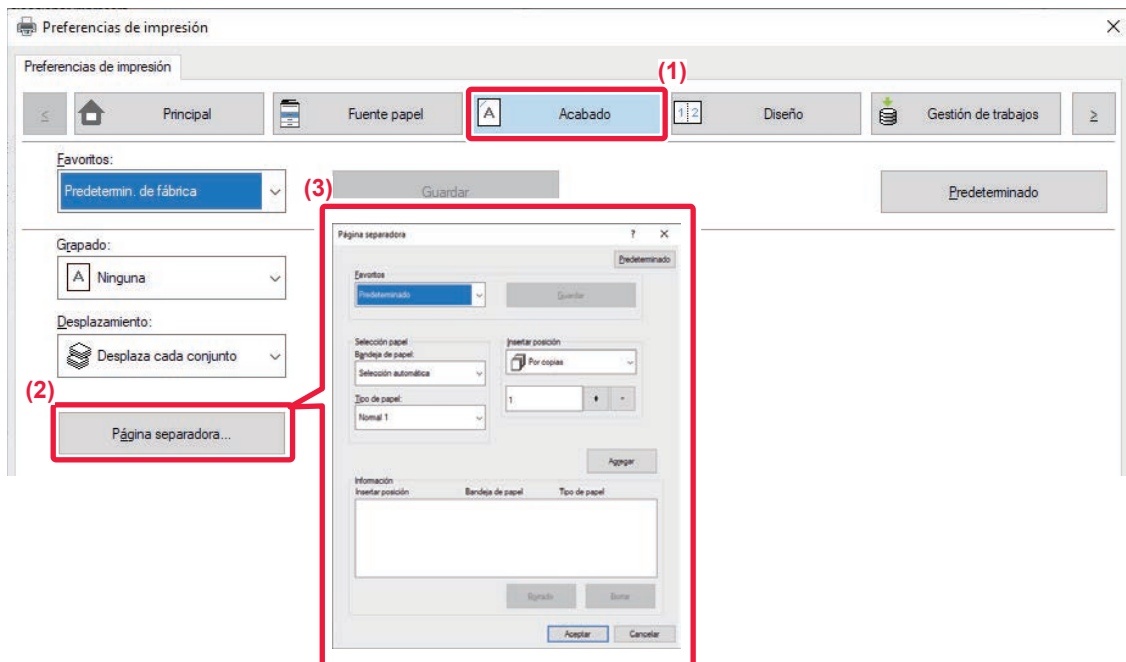 Preferencias de impresión
Preferencias de impresión
(1)
Principal
Fuente papel
Acabado
1 2
Diseño
Gestión de trabajos
Favoritos:
Predetermin. de fábrica
(3)
Guardar
Predeterminado
Página separadora
?
Predeterminado
Favoritos
Predeterminado
Guardar
Grapado:
Ninguna
Desplazamiento:
Desplaza cada conjunto
Selección papel
Bandeja de papel:
Selección automática
Tipo de papel:
Normal 1
Insertar posición
Por copias
1
+
-
(2)
Página separadora...
Agregar
Información
Insertar posición Bandeja de papel Tipo de papel
Borrar
Aceptar Cancelar